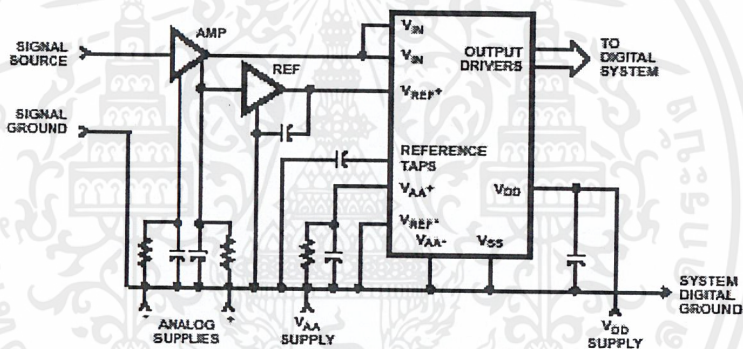 AMP
SIGNAL
SOURCE
REF
SIGNAL
GROUND
VIN
VIN
VREF+
REFERENCE
TAPS
VAA+
VREF-
VAA-
VSS
VDD
OUTPUT
DRIVERS
TO
DIGITAL
SYSTEM
-
ANALOG
SUPPLIES
+
VAA
SUPPLY
VDD
SUPPLY
SYSTEM
DIGITAL
GROUND